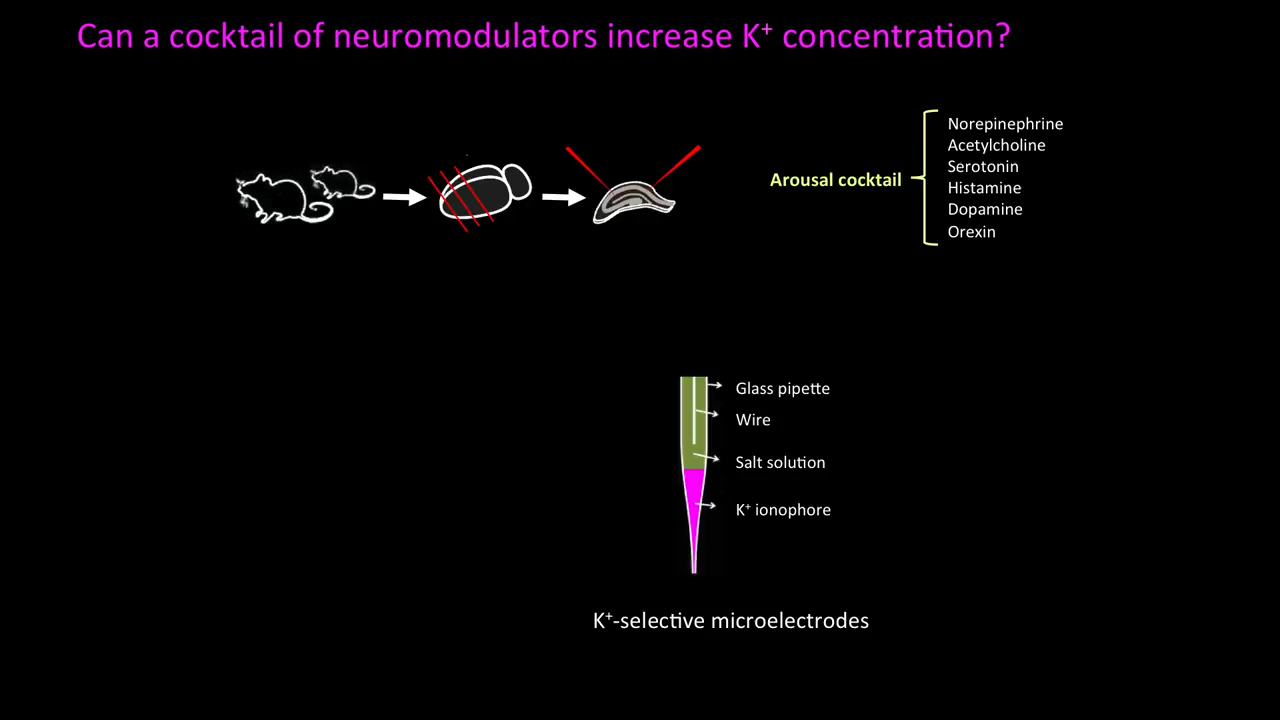 Can a cocktail of neuromodulators increase K⁺ concentration?
Arousal cocktail
Norepinephrine
Acetylcholine
Serotonin
Histamine
Dopamine
Orexin
Glass pipette
Wire
Salt solution
K⁺ ionophore
K⁺-selective microelectrodes